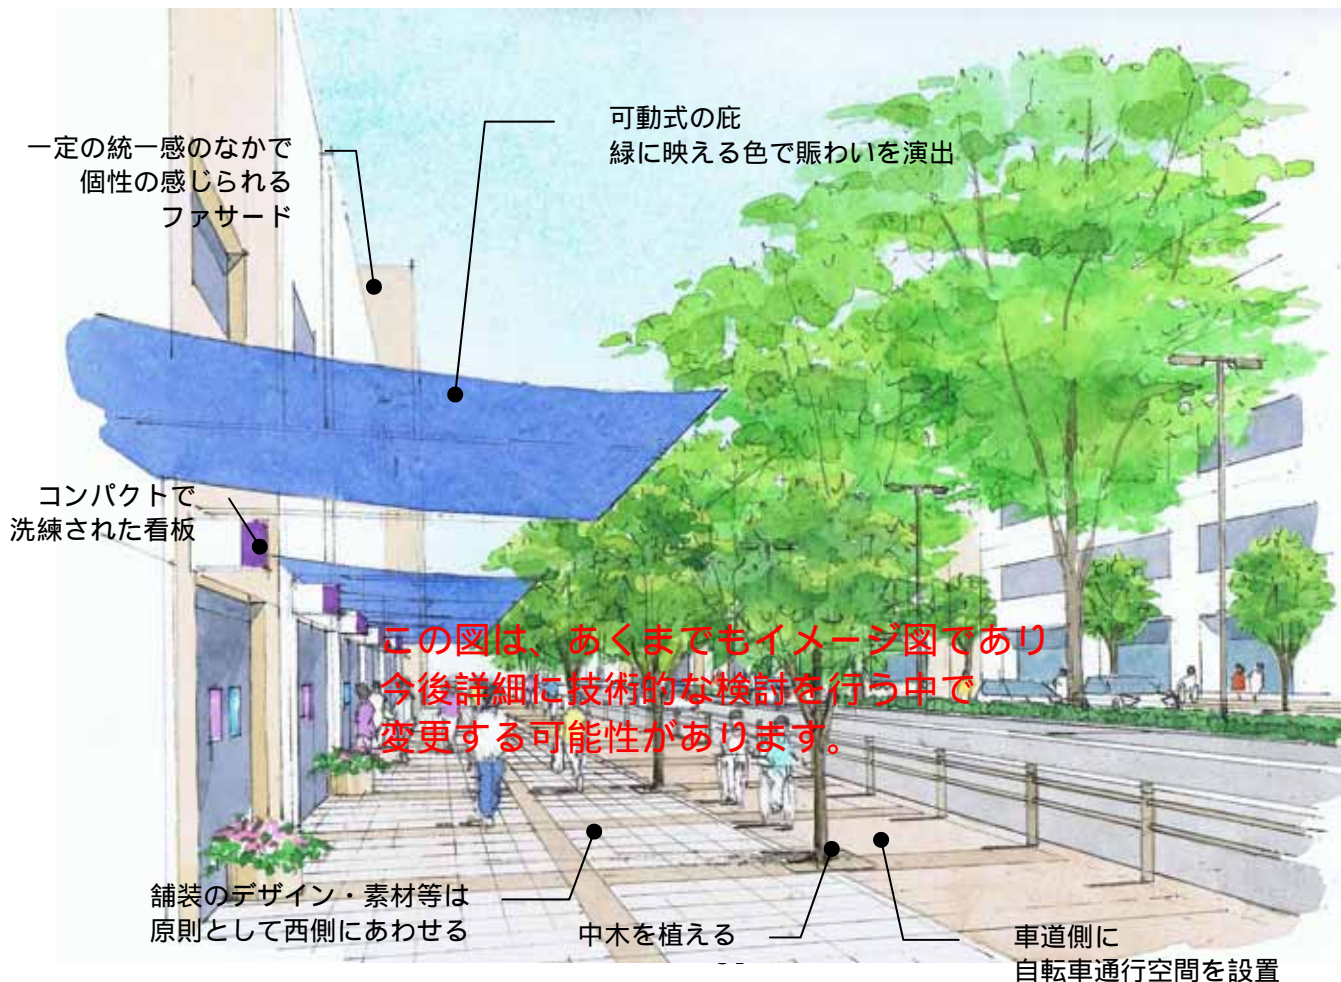 可動式の庇
緑に映える色で賑わいを演出
一定の統一感のなかで
個性の感じられる
ファサード
コンパクトで
洗練された看板
この図は、あくまでもイメージ図であり
今後詳細に技術的な検討を行う中で
変更する可能性があります。
舗装のデザイン・素材等は
原則として西側にあわせる
中木を植える
車道側に
自転車通行空間を設置